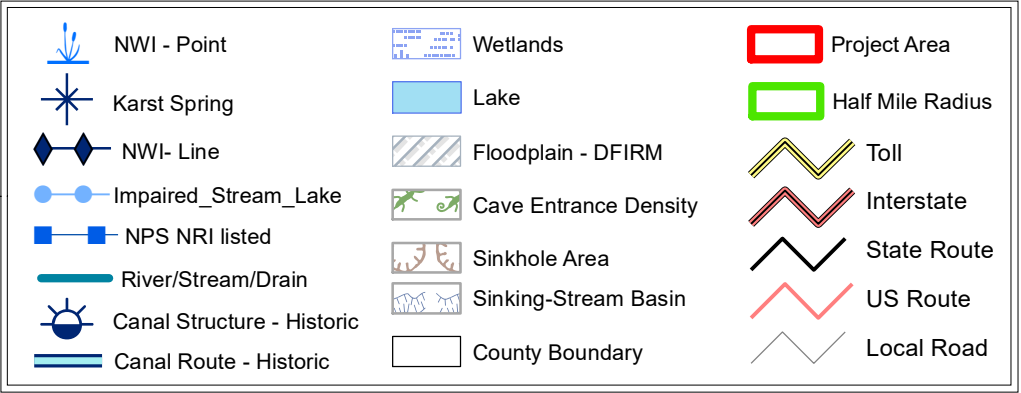 NWI - Point
Karst Spring
NWI- Line
Impaired_Stream_Lake
NPS NRI listed
River/Stream/Drain
Canal Structure - Historic
Canal Route - Historic
Wetlands
Lake
Floodplain - DFIRM
Cave Entrance Density
Sinkhole Area
Sinking-Stream Basin
County Boundary
Project Area
Half Mile Radius
Toll
Interstate
State Route
US Route
Local Road